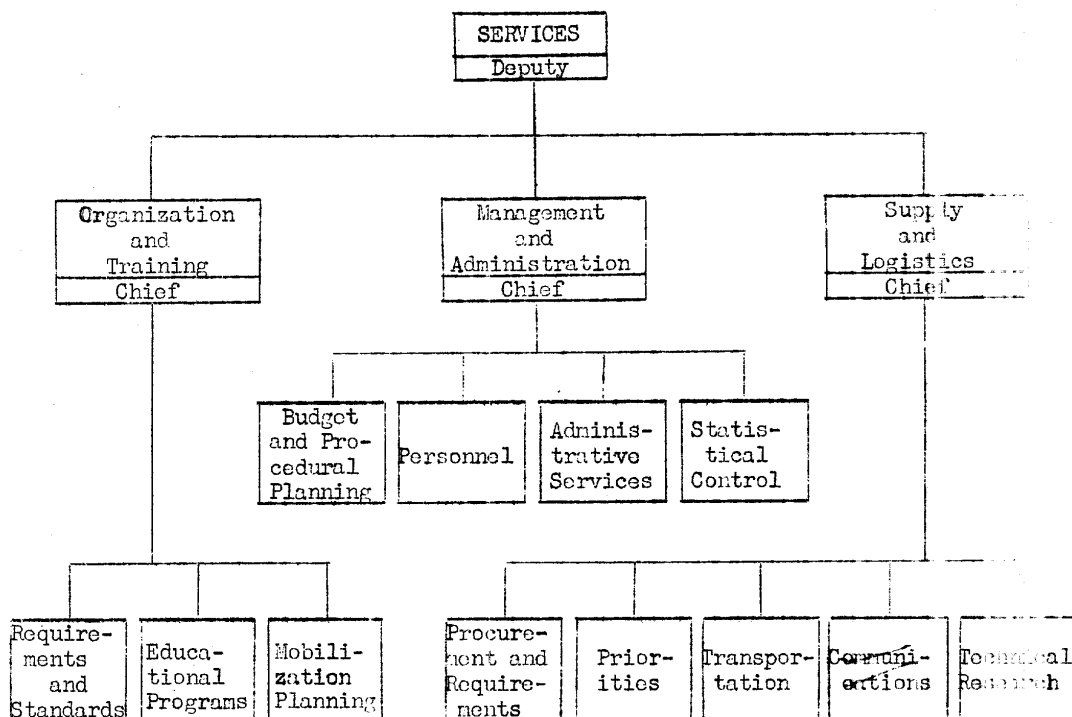 SERVICES
Deputy
Organization
and
Training
Chief
Management
and
Administration
Chief
Supply
and
Logistics
Chief
Budget
and Pro-
cedural
Planning
Personnel
Adminis-
trative
Services
Statis-
tical
Control
Require-
ments
and
Standards
Educa-
tional
Programs
Mobili-
zation
Planning
Procure-
ment and
Require-
ments
Prior-
ities
Transpor-
tation
Communi-
cations
Technical
Research